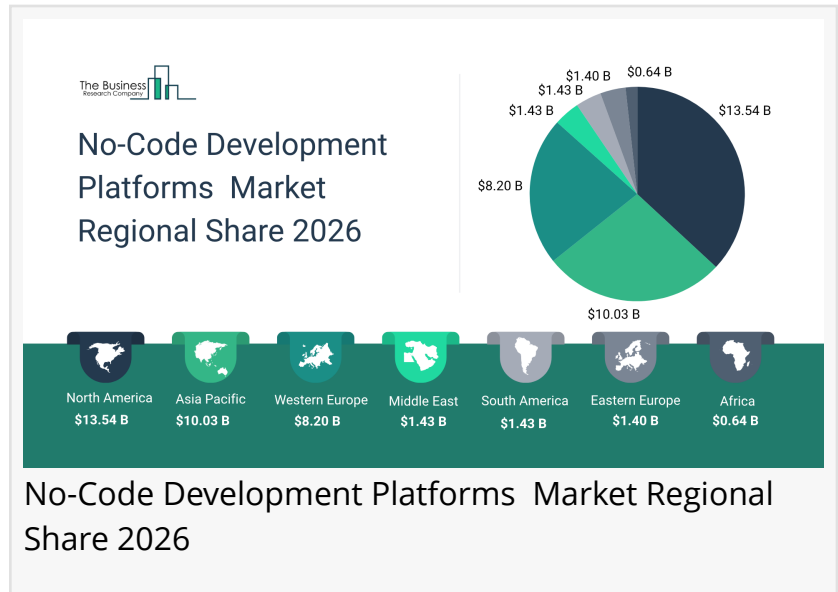 The Business
Research Company
No-Code Development
Platforms  Market
Regional Share 2026
$0.64 B
$1.40 B
$1.43 B
$1.43 B
$13.54 B
$8.20 B
$10.03 B
North America
$13.54 B
Asia Pacific
$10.03 B
Western Europe
$8.20 B
Middle East
$1.43 B
South America
$1.43 B
Eastern Europe
$1.40 B
Africa
$0.64 B
No-Code Development Platforms  Market Regional
Share 2026